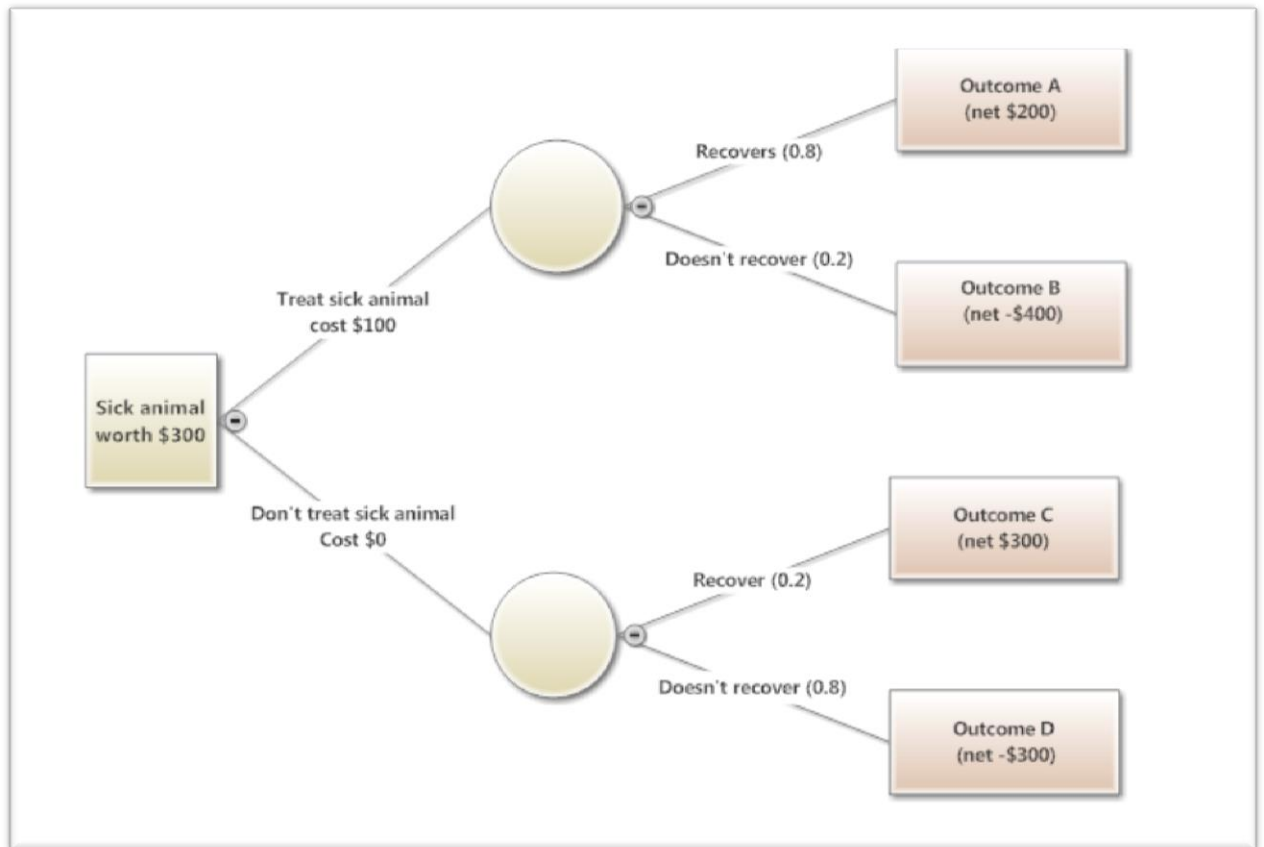 Outcome A
(net $200)
Recovers (0.8)
Doesn't recover (0.2)
Outcome B
(net -$400)
Treat sick animal
cost $100
Sick animal
worth $300
Don't treat sick animal
Cost $0
Outcome C
(net $300)
Recover (0.2)
Doesn't recover (0.8)
Outcome D
(net -$300)